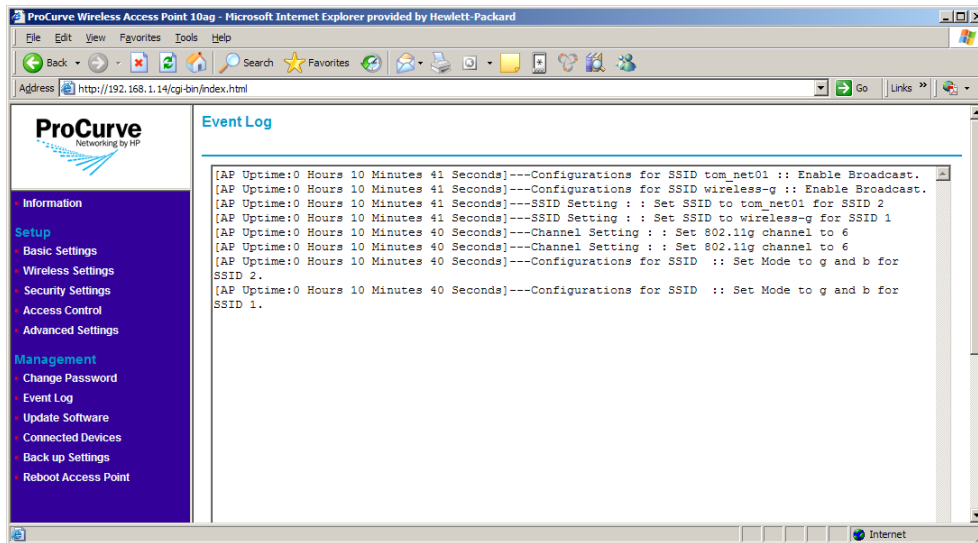 ProCurve Wireless Access Point 10ag - Microsoft Internet Explorer provided by Hewlett-Packard
File Edit View Favorites Tools Help
Back Search Favorites
Address http://192.168.1.14/cgi-bin/index.html Go Links »
ProCurve
Networking by HP
Information
Setup
Basic Settings
Wireless Settings
Security Settings
Access Control
Advanced Settings
Management
Change Password
Event Log
Update Software
Connected Devices
Back up Settings
Reboot Access Point
Event Log
[AP Uptime:0 Hours 10 Minutes 41 Seconds]---Configurations for SSID tom_net01 :: Enable Broadcast.
[AP Uptime:0 Hours 10 Minutes 41 Seconds]---Configurations for SSID wireless-g :: Enable Broadcast.
[AP Uptime:0 Hours 10 Minutes 41 Seconds]---SSID Setting : : Set SSID to tom_net01 for SSID 2
[AP Uptime:0 Hours 10 Minutes 41 Seconds]---SSID Setting : : Set SSID to wireless-g for SSID 1
[AP Uptime:0 Hours 10 Minutes 40 Seconds]---Channel Setting : : Set 802.11g channel to 6
[AP Uptime:0 Hours 10 Minutes 40 Seconds]---Channel Setting : : Set 802.11g channel to 6
[AP Uptime:0 Hours 10 Minutes 40 Seconds]---Configurations for SSID  :: Set Mode to g and b for
SSID 2.
[AP Uptime:0 Hours 10 Minutes 40 Seconds]---Configurations for SSID  :: Set Mode to g and b for
SSID 1.
Internet